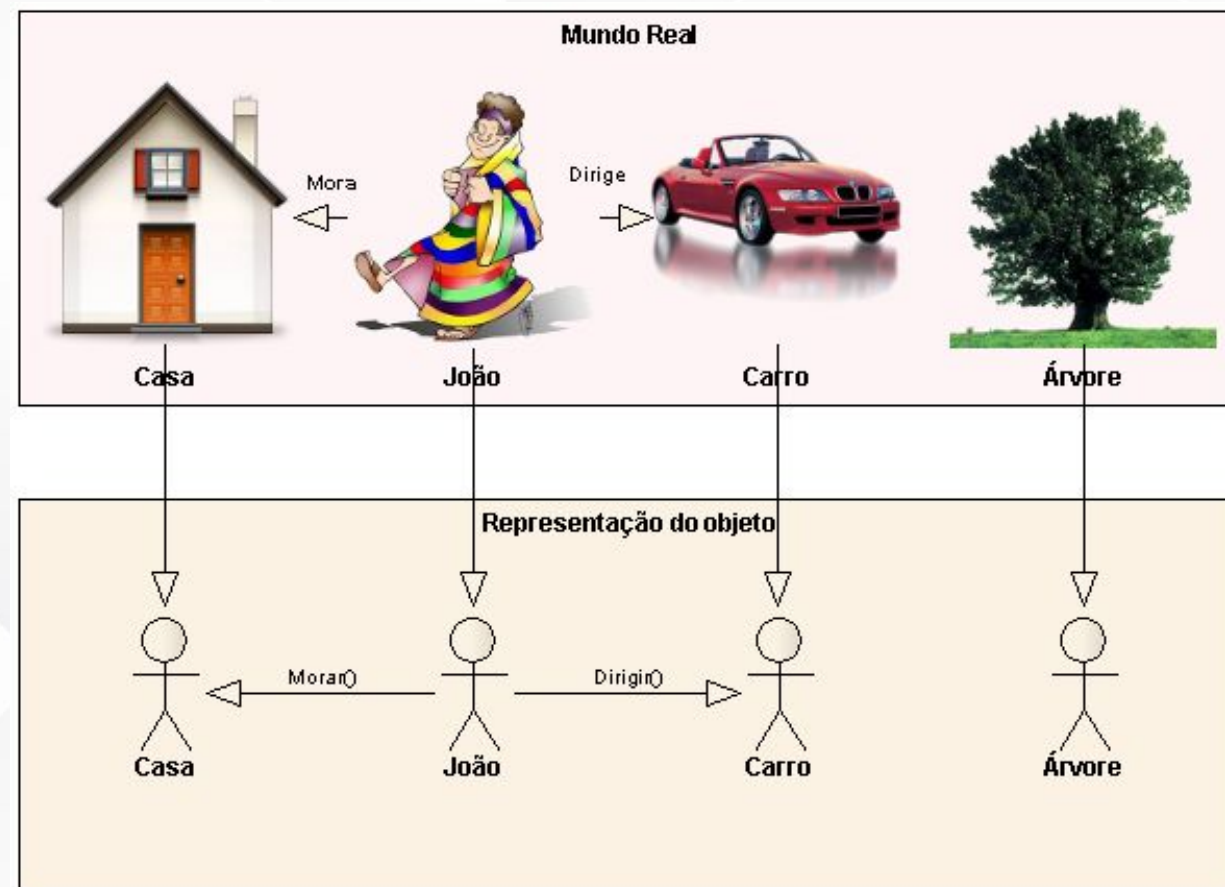 Mundo Real
Mora
Dirige
Casa
João
Carro
Árvore
Representação do objeto
Morar()
Dirigir()
Casa
João
Carro
Árvore